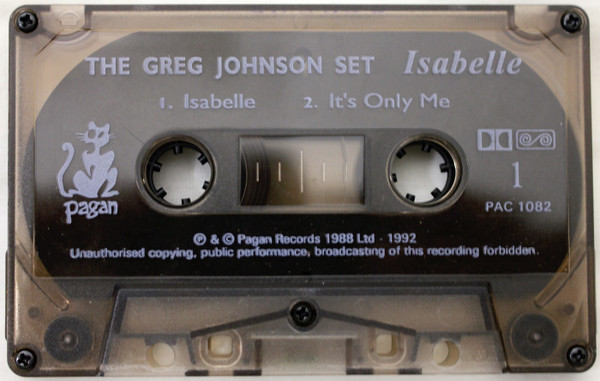 THE GREG JOHNSON SET Isabelle
1. Isabelle 2. It's Only Me
1
pagan
PAC 1082
℗ & © Pagan Records 1988 Ltd - 1992
Unauthorised copying, public performance, broadcasting of this recording forbidden.